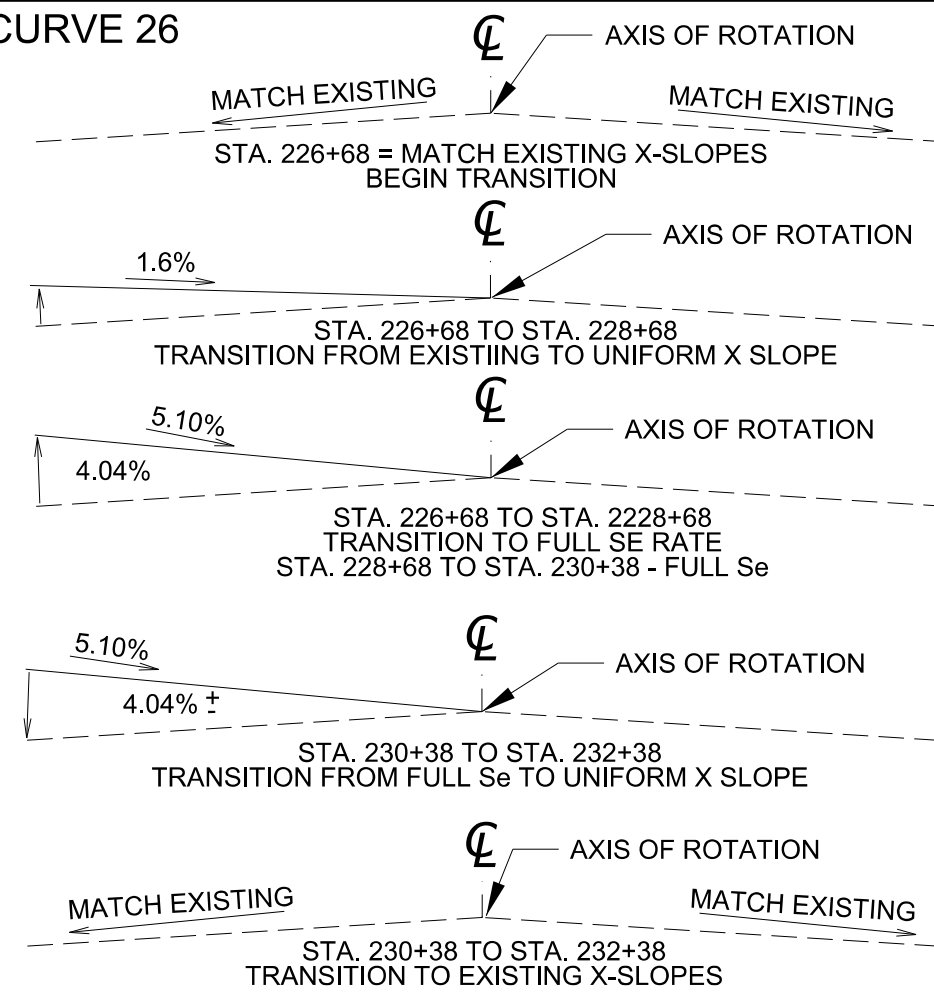 CURVE 26
℄
AXIS OF ROTATION
MATCH EXISTING
MATCH EXISTING
STA. 226+68 = MATCH EXISTING X-SLOPES
BEGIN TRANSITION
℄
AXIS OF ROTATION
1.6%
STA. 226+68 TO STA. 228+68
TRANSITION FROM EXISTIING TO UNIFORM X SLOPE
℄
AXIS OF ROTATION
5.10%
4.04%
STA. 226+68 TO STA. 2228+68
TRANSITION TO FULL SE RATE
STA. 228+68 TO STA. 230+38 - FULL Se
℄
AXIS OF ROTATION
5.10%
4.04% ±
STA. 230+38 TO STA. 232+38
TRANSITION FROM FULL Se TO UNIFORM X SLOPE
℄
AXIS OF ROTATION
MATCH EXISTING
MATCH EXISTING
STA. 230+38 TO STA. 232+38
TRANSITION TO EXISTING X-SLOPES